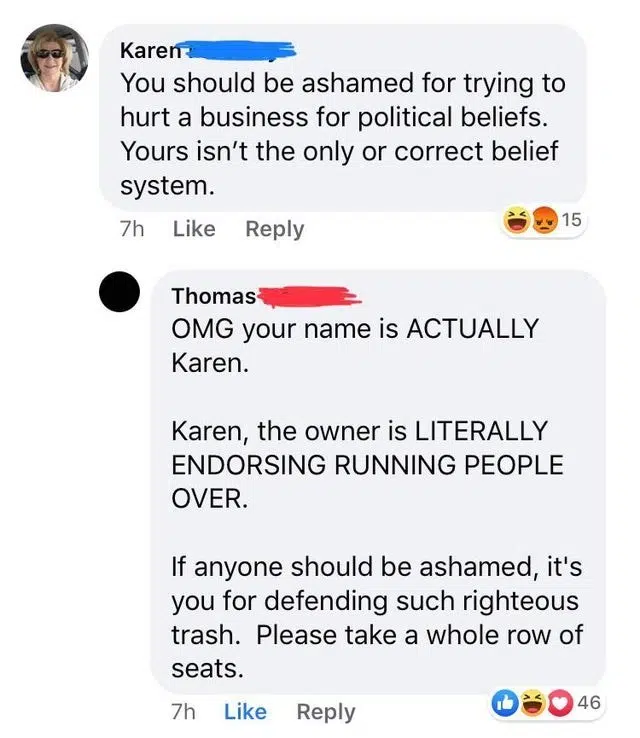 Karen
You should be ashamed for trying to
hurt a business for political beliefs.
Yours isn’t the only or correct belief
system.
7h Like Reply
15
Thomas
OMG your name is ACTUALLY
Karen.
Karen, the owner is LITERALLY
ENDORSING RUNNING PEOPLE
OVER.
If anyone should be ashamed, it's
you for defending such righteous
trash. Please take a whole row of
seats.
7h Like Reply
46